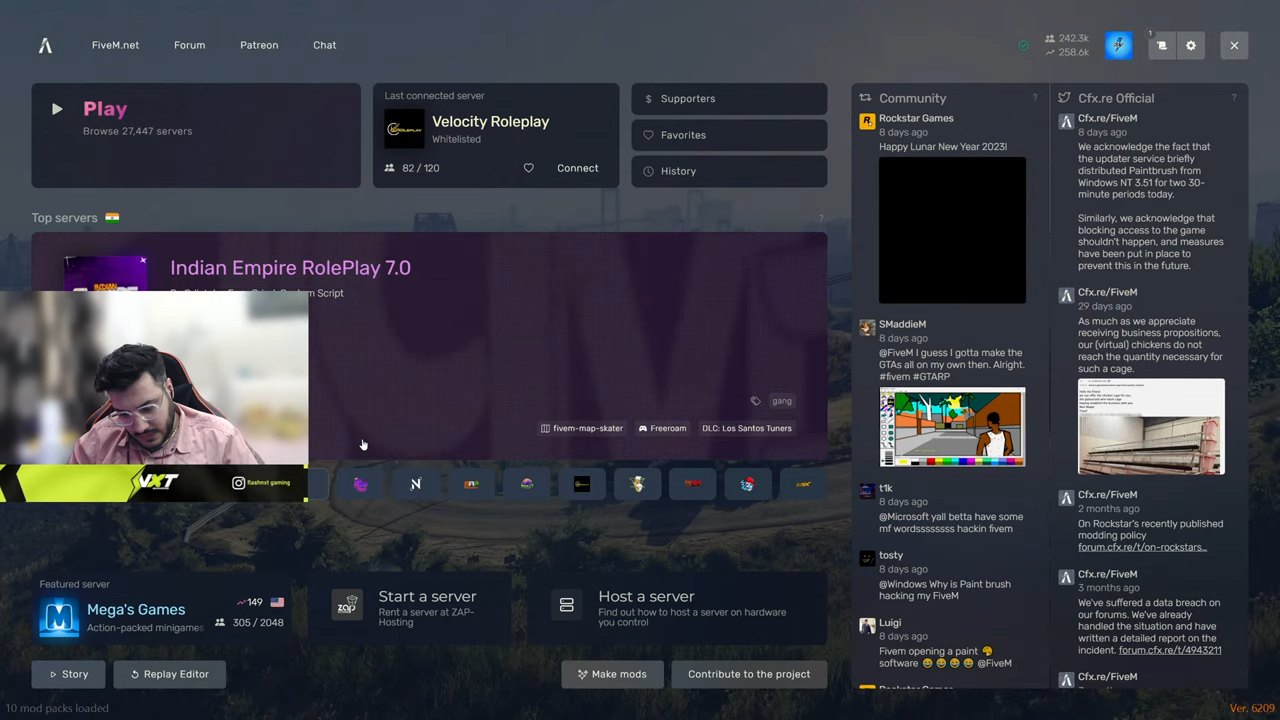 FiveM.net
Forum
Patreon
Chat
242.3k
258.6k
1
Play
Browse 27,447 servers
Last connected server
Velocity Roleplay
Whitelisted
82 / 120
Connect
$ Supporters
Favorites
History
Top servers
?
Indian Empire RolePlay 7.0
Script
gang
fivem-map-skater
Freeroam
DLC: Los Santos Tuners
NXT
flashnxt gaming
Featured server
Mega's Games
Action-packed minigames
149
305 / 2048
ZAP
Start a server
Rent a server at ZAP-
Hosting
Host a server
Find out how to host a server on hardware
you control
Story
Replay Editor
Make mods
Contribute to the project
10 mod packs loaded
Community
?
Rockstar Games
8 days ago
Happy Lunar New Year 2023!
SMaddieM
8 days ago
@FiveM I guess I gotta make the
GTAs all on my own then. Alright.
#fivem #GTARP
t1k
8 days ago
@Microsoft yall betta have some
mf wordsssssss hackin fivem
tosty
8 days ago
@Windows Why is Paint brush
hacking my FiveM
Luigi
8 days ago
Fivem opening a paint
software 😂😂😂😂 @FiveM
Rockstar Games
Cfx.re Official
?
Cfx.re/FiveM
8 days ago
We acknowledge the fact that
the updater service briefly
distributed Paintbrush from
Windows NT 3.51 for two 30-
minute periods today.
Similarly, we acknowledge that
blocking access to the game
shouldn't happen, and measures
have been put in place to
prevent this in the future.
Cfx.re/FiveM
29 days ago
As much as we appreciate
receiving business propositions,
our (virtual) chickens do not
reach the quantity necessary for
such a cage.
Cfx.re/FiveM
2 months ago
On Rockstar's recently published
modding policy
forum.cfx.re/t/on-rockstars…
Cfx.re/FiveM
3 months ago
We've suffered a data breach on
our forums. We've already
handled the situation and have
written a detailed report on the
incident. forum.cfx.re/t/4943211
Cfx.re/FiveM
Ver. 6209